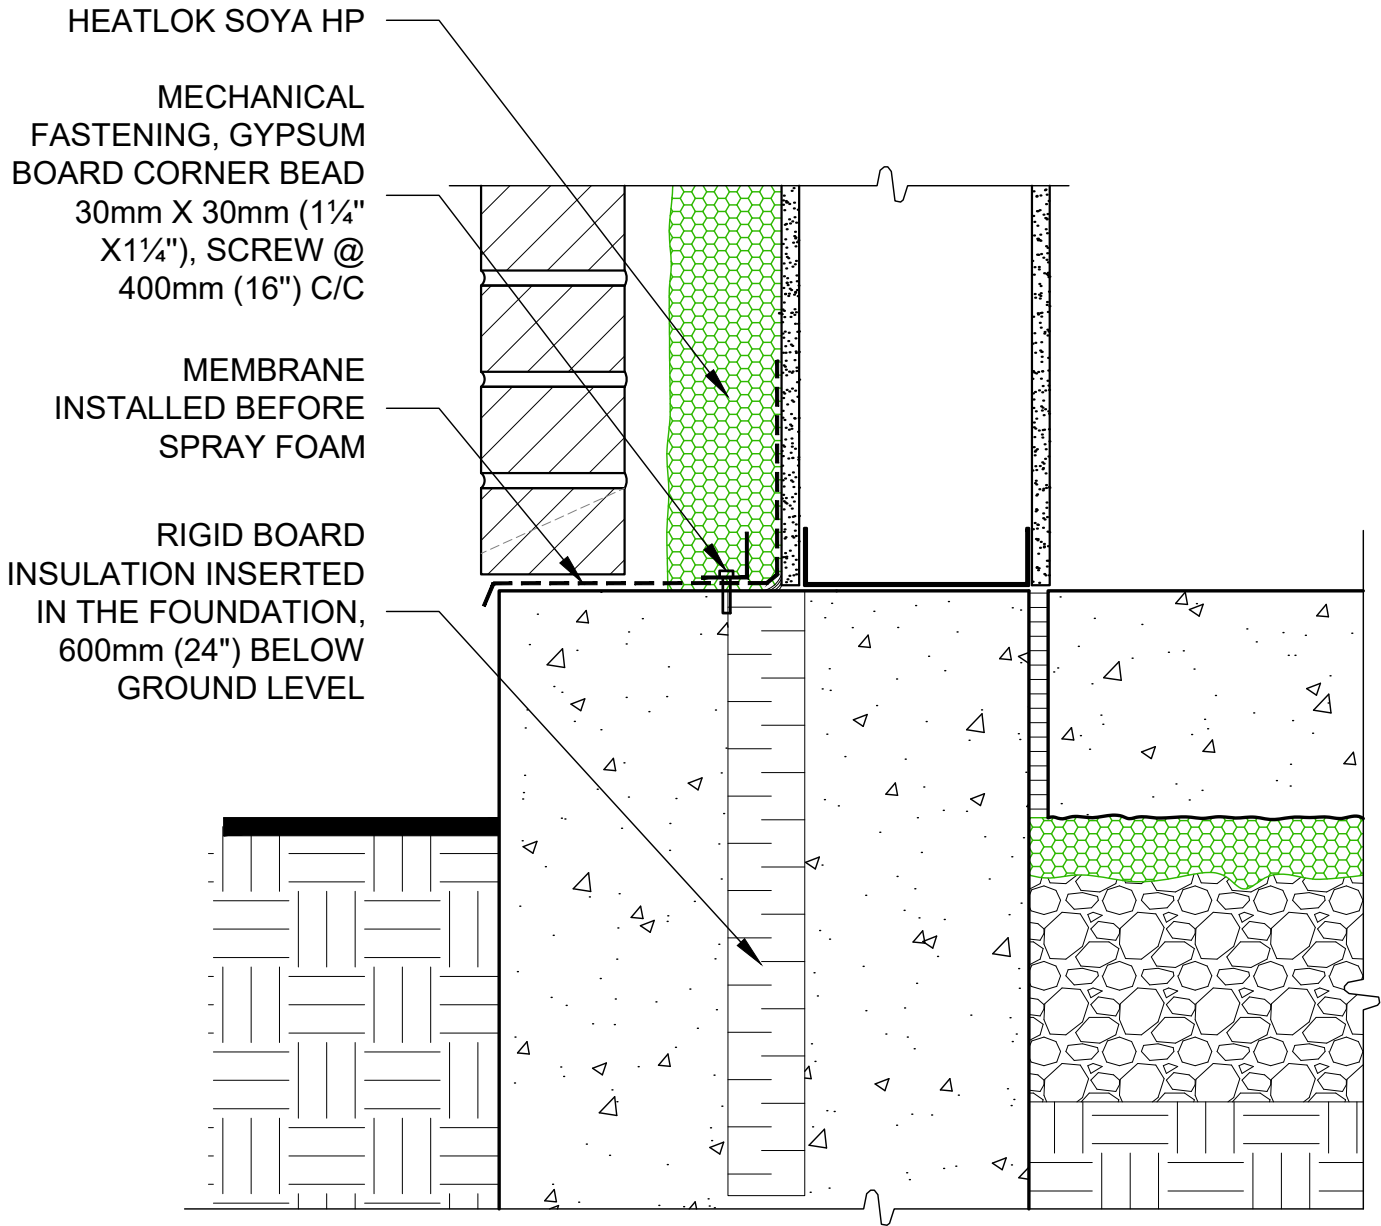 HEATLOK SOYA HP
MECHANICAL
FASTENING, GYPSUM
BOARD CORNER BEAD
30mm X 30mm (1¼"
X1¼"), SCREW @
400mm (16") C/C
MEMBRANE
INSTALLED BEFORE
SPRAY FOAM
RIGID BOARD
INSULATION INSERTED
IN THE FOUNDATION,
600mm (24") BELOW
GROUND LEVEL